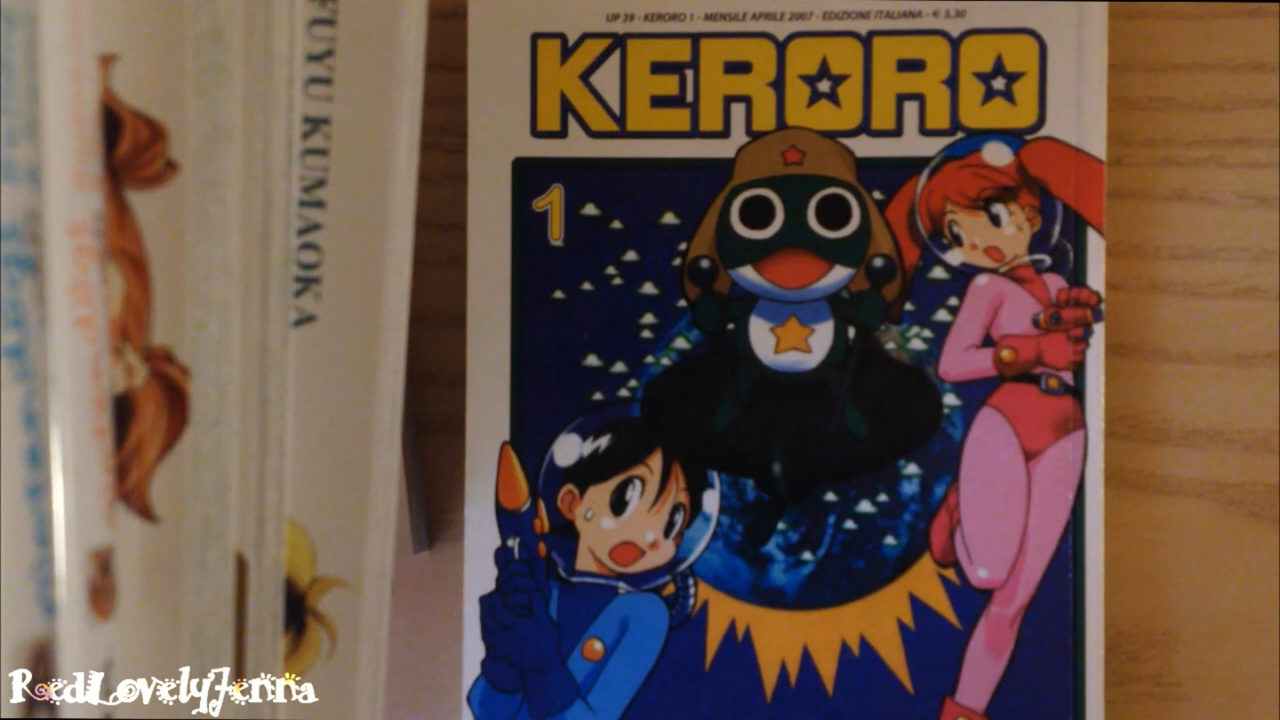 UP 39 - KERORO 1 - MENSILE APRILE 2007 - EDIZIONE ITALIANA - € 3,30
KERORO
1
FUYU KUMAOKA
RedLovelyJenna